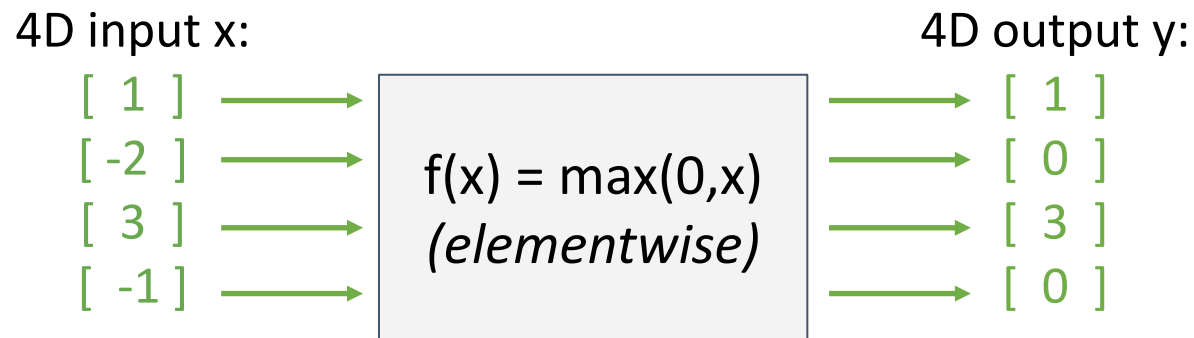 4D input x:
4D output y:
[ 1 ]
[ 1 ]
[ -2 ]
[ 0 ]
f(x) = max(0,x)
[ 3 ]
[ 3 ]
(elementwise)
[ -1 ]
[ 0 ]